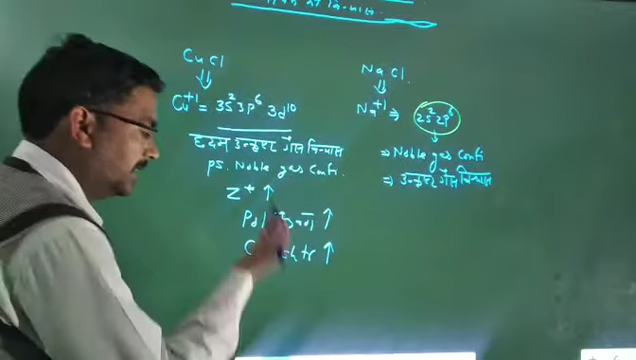 CuCl
⇓
Cu⁺¹ = 3s² 3p⁶ 3d¹⁰
छदम उत्कृष्ट गैस विन्यास
ps. Noble gas Confi.
Z* ↑
↑
↑
NaCl
⇓
Na⁺¹ ⇒ 2s² 2p⁶
↓
⇒ Noble gas Confi
⇒ उत्कृष्ट गैस विन्यास